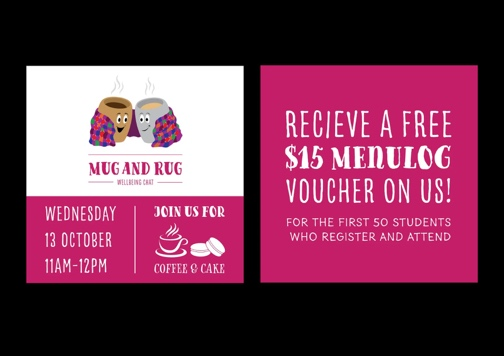 MUG AND RUG
WELLBEING CHAT
WEDNESDAY
13 OCTOBER
11AM-12PM
JOIN US FOR
COFFEE & CAKE
RECIEVE A FREE
$15 MENULOG
VOUCHER ON US!
FOR THE FIRST 50 STUDENTS
WHO REGISTER AND ATTEND